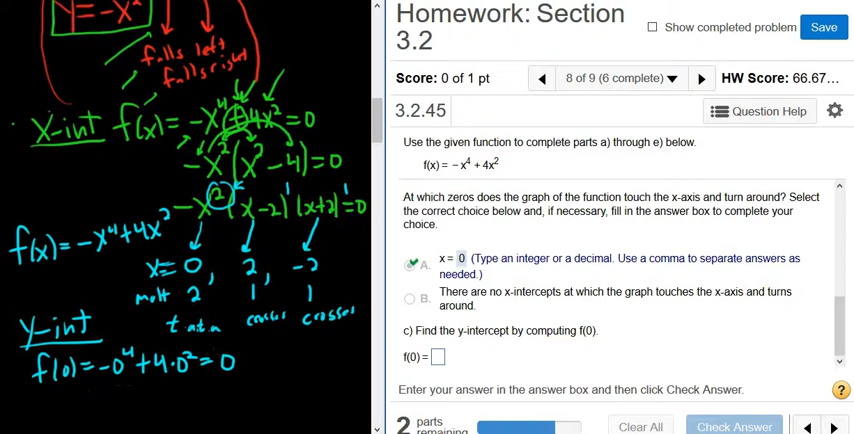 Y=-X²
falls left
falls right
X-int f(x) = -X⁴ + 4X² = 0
-X² (X² - 4) = 0
-X² (X-2)¹ (X+2)¹ = 0
f(x) = -X⁴+4X²
X= 0, 2, -2
mult 2 1 1
t.a.t.a crosses crosses
Y-int
f(0) = -0⁴ + 4·0² = 0
Homework: Section 3.2
Show completed problem
Save
Score: 0 of 1 pt
8 of 9 (6 complete)
HW Score: 66.67...
3.2.45
Question Help
Use the given function to complete parts a) through e) below.
f(x) = − x⁴ + 4x²
At which zeros does the graph of the function touch the x-axis and turn around? Select
the correct choice below and, if necessary, fill in the answer box to complete your
choice.
A. x = 0 (Type an integer or a decimal. Use a comma to separate answers as
needed.)
B. There are no x-intercepts at which the graph touches the x-axis and turns
around.
c) Find the y-intercept by computing f(0).
f(0) =
Enter your answer in the answer box and then click Check Answer.
?
2 parts
remaining
Clear All
Check Answer